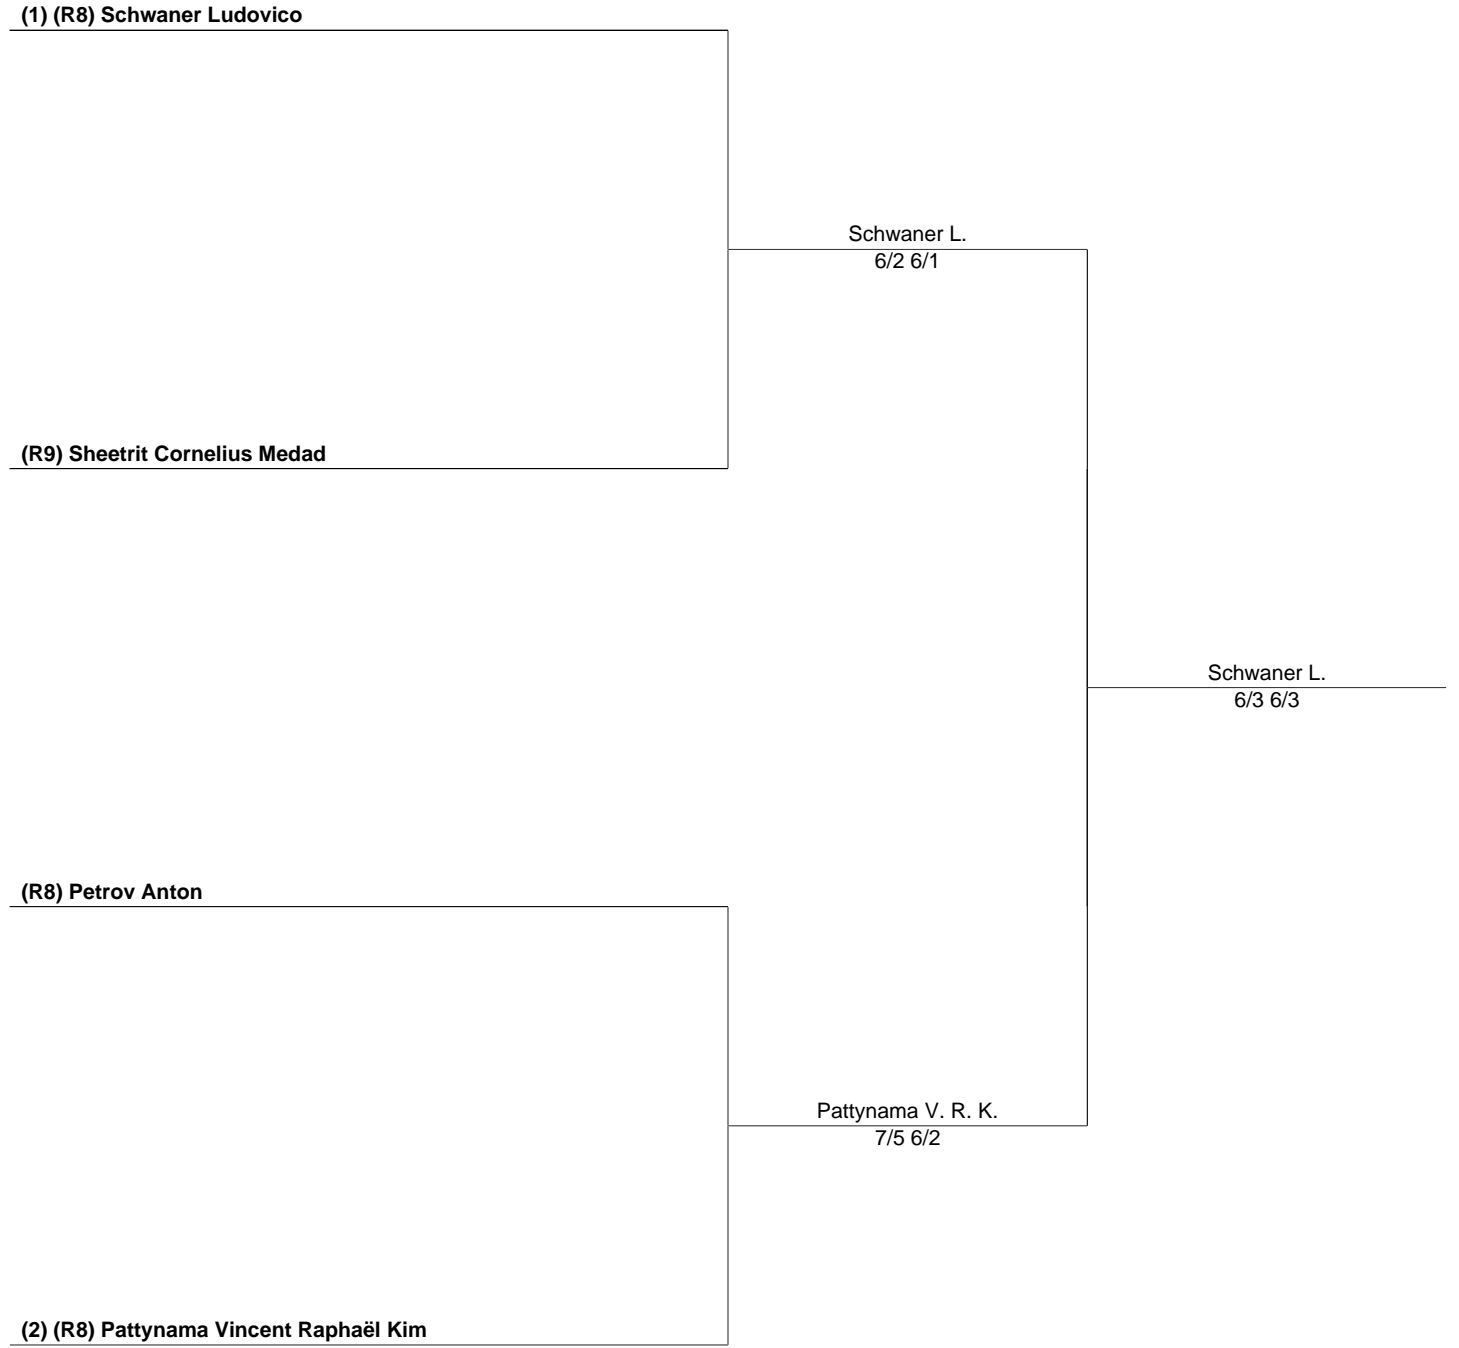 (1) (R8) Schwaner Ludovico
Schwaner L.
6/2 6/1
(R9) Sheetrit Cornelius Medad
Schwaner L.
6/3 6/3
(R8) Petrov Anton
Pattynama V. R. K.
7/5 6/2
(2) (R8) Pattynama Vincent Raphaël Kim